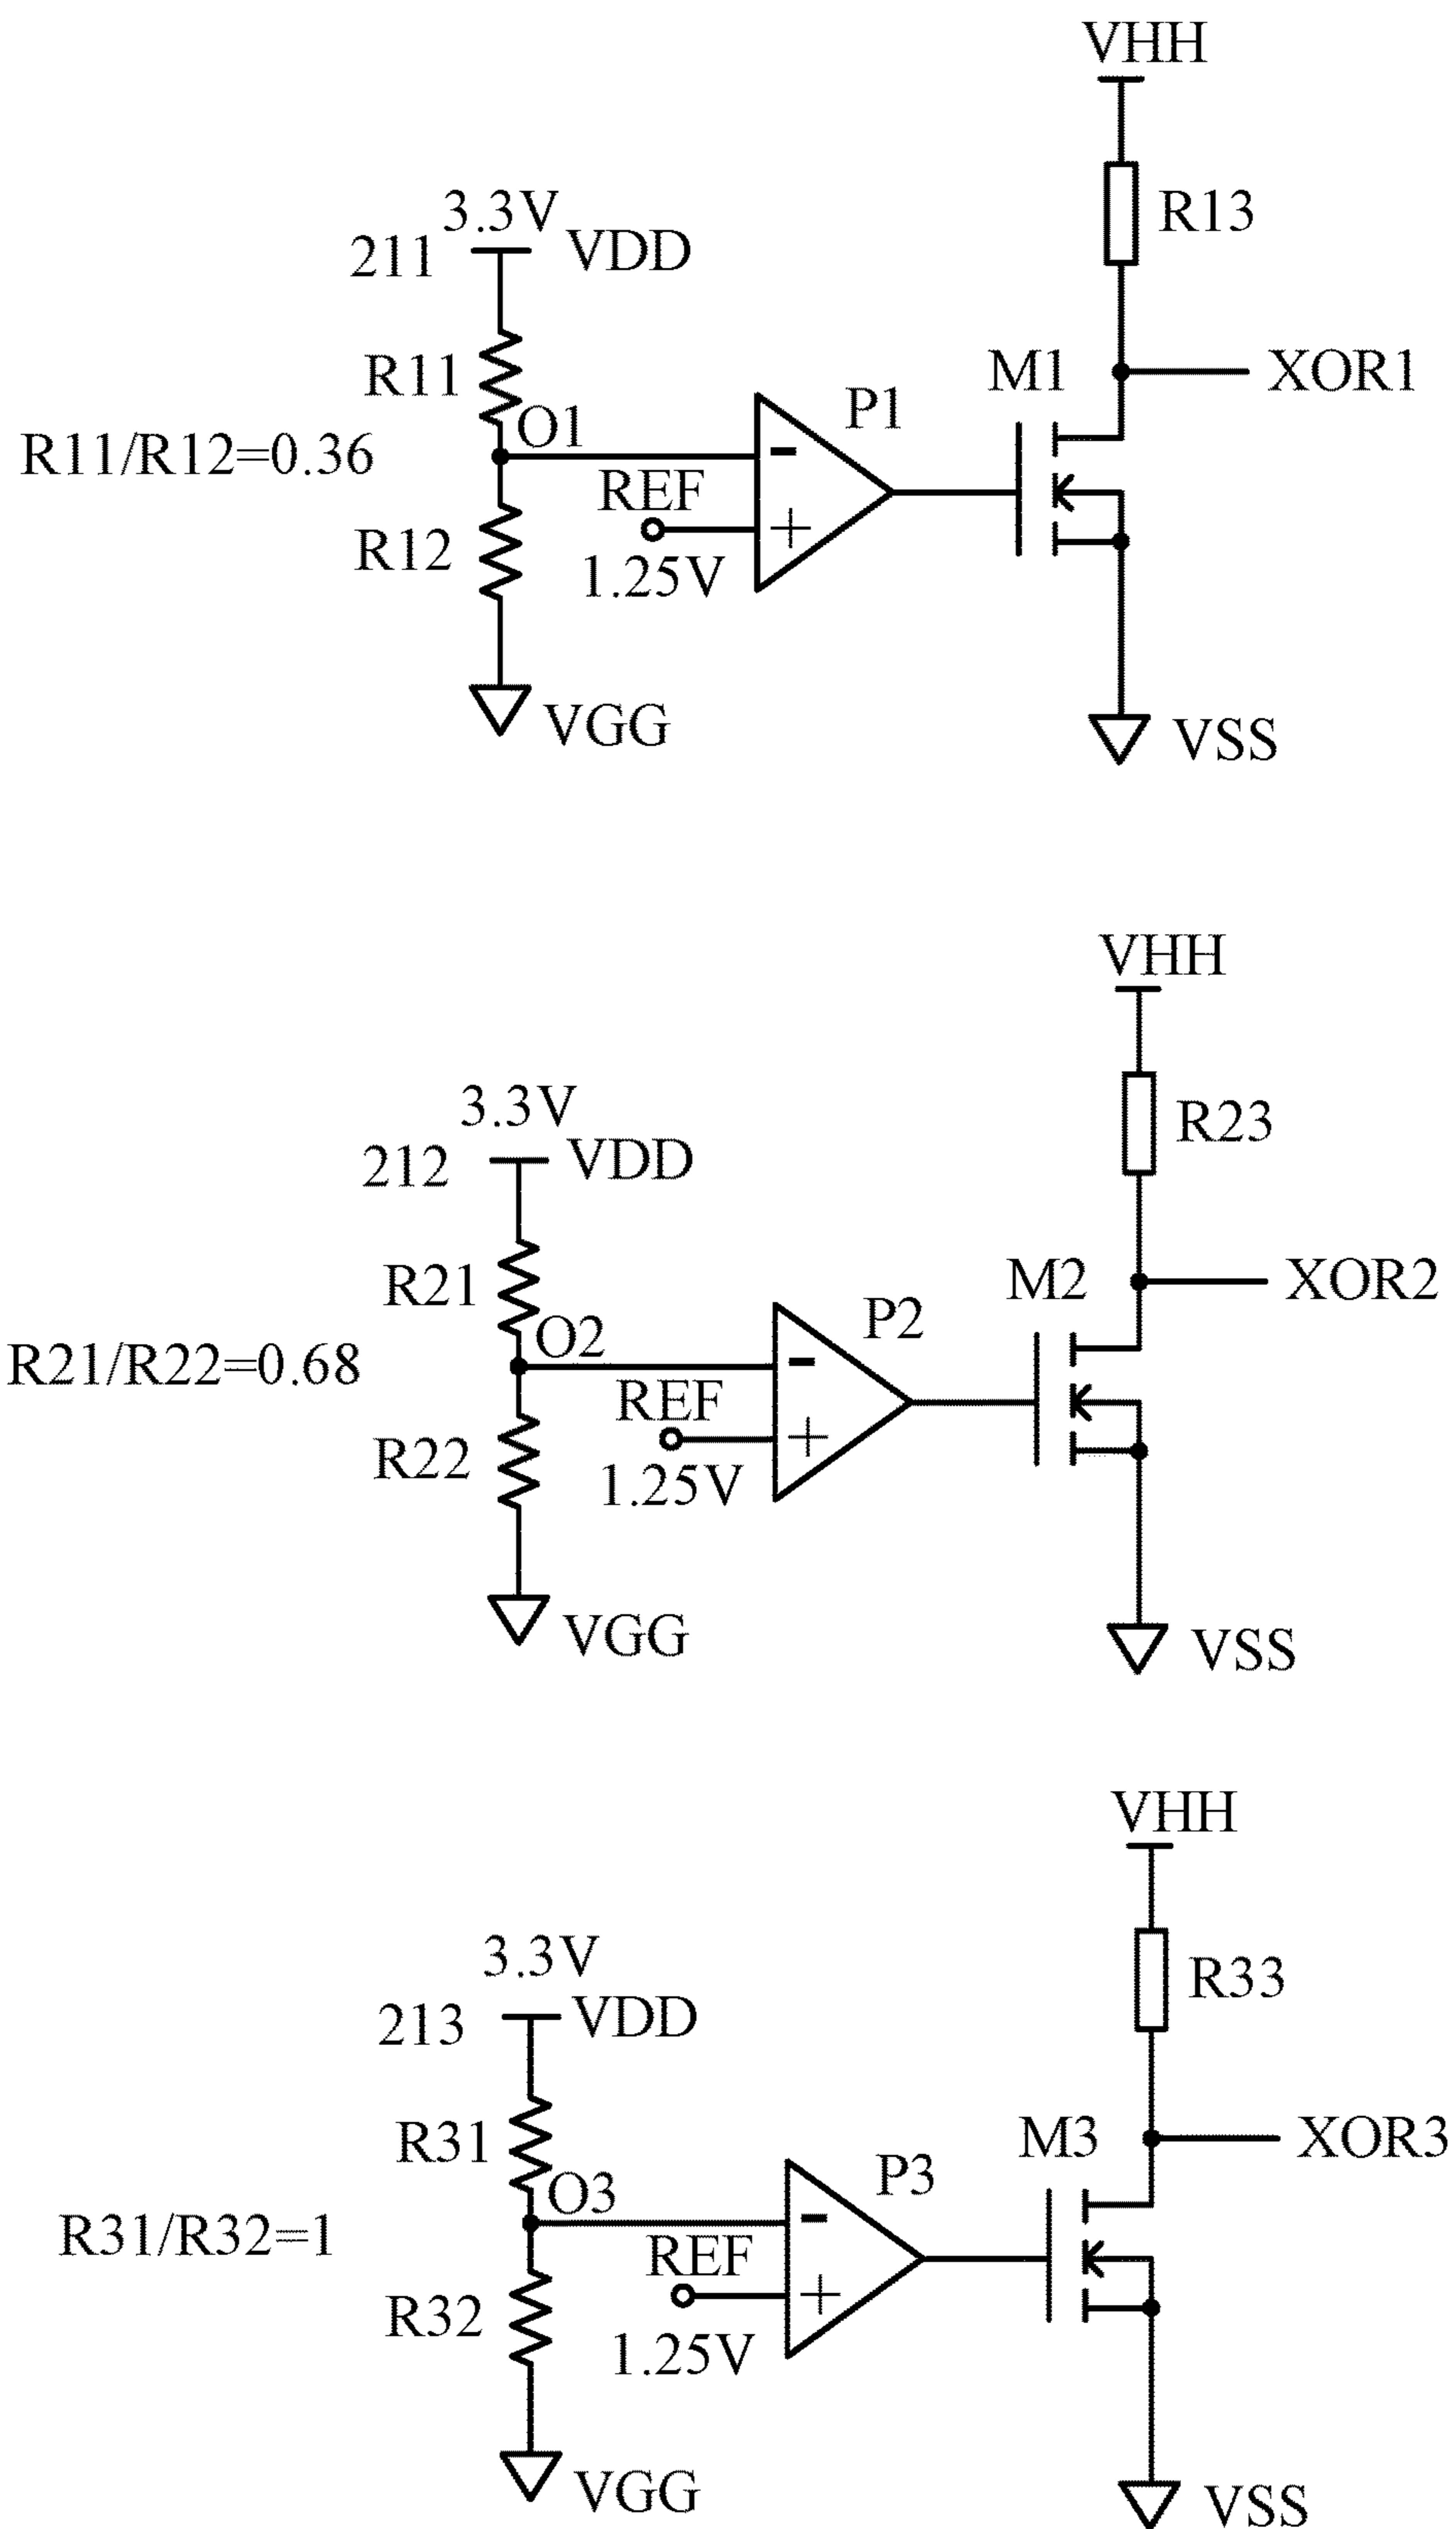 VHH
R13
3.3V
211
VDD
R11
O1
R11/R12=0.36
R12
REF
1.25V
-
+
P1
M1
XOR1
VGG
VSS
VHH
R23
3.3V
212
VDD
R21
O2
R21/R22=0.68
R22
REF
1.25V
-
+
P2
M2
XOR2
VGG
VSS
VHH
R33
3.3V
213
VDD
R31
O3
R31/R32=1
R32
REF
1.25V
-
+
P3
M3
XOR3
VGG
VSS